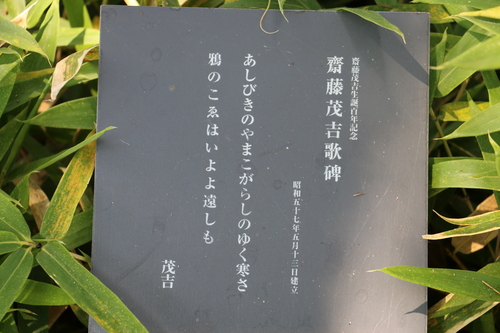 齋藤茂吉生誕百年記念
齋藤茂吉歌碑
昭和五十七年五月十三日建立
あしびきのやまこがらしのゆく寒さ
鴉のこゑはいよよ遠しも
茂吉